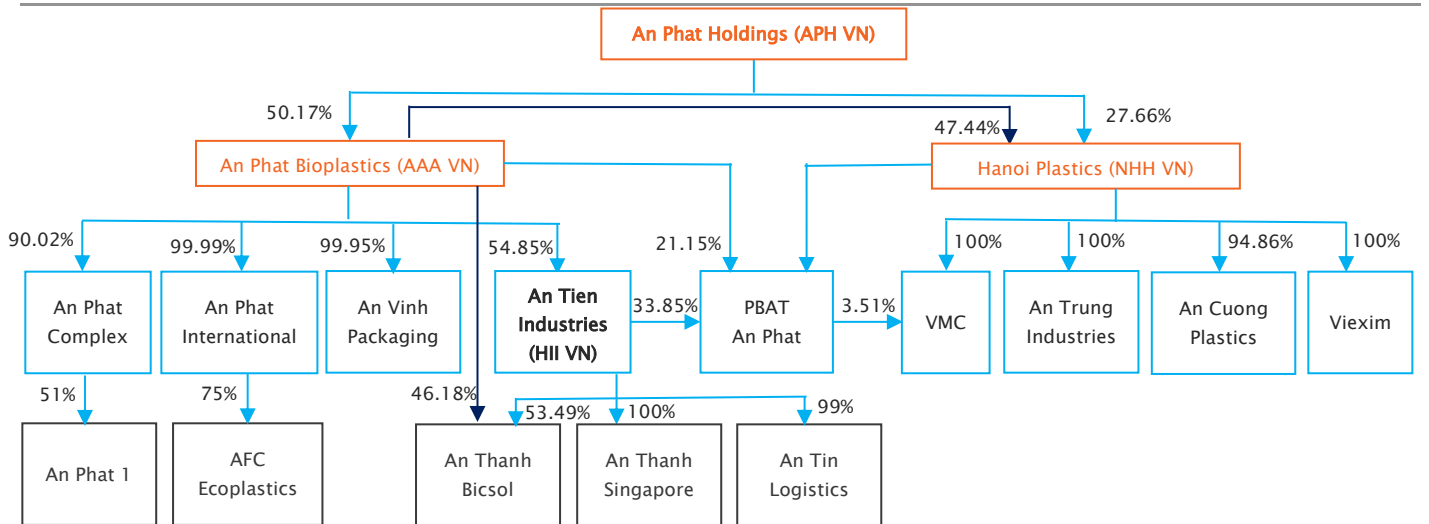 An Phat Holdings (APH VN)
50.17%
47.44%
27.66%
An Phat Bioplastics (AAA VN)
Hanoi Plastics (NHH VN)
90.02%
99.99%
99.95%
54.85%
21.15%
100%
100%
94.86%
100%
An Phat
Complex
An Phat
International
An Vinh
Packaging
An Tien
Industries
(HII VN)
33.85%
PBAT
An Phat
3.51%
VMC
An Trung
Industries
An Cuong
Plastics
Viexim
51%
75%
46.18%
53.49%
100%
99%
An Phat 1
AFC
Ecoplastics
An Thanh
Bicsol
An Thanh
Singapore
An Tin
Logistics